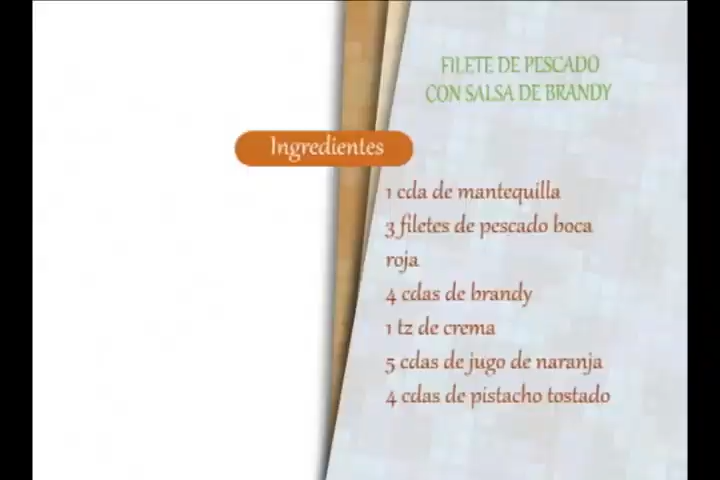 FILETE DE PESCADO
CON SALSA DE BRANDY
Ingredientes
1 cda de mantequilla
3 filetes de pescado boca
roja
4 cdas de brandy
1 tz de crema
5 cdas de jugo de naranja
4 cdas de pistacho tostado